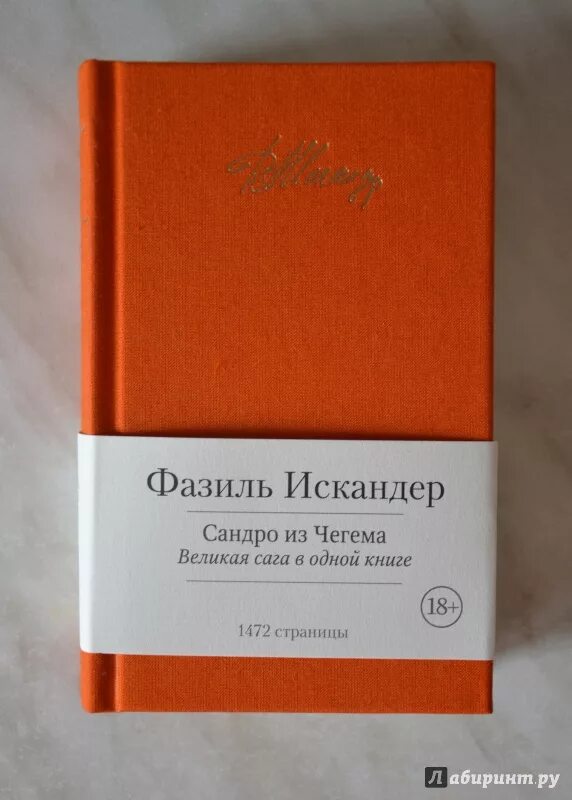 Фазиль Искандер
Сандро из Чегема
Великая сага в одной книге
18+
1472 страницы
Лабиринт.ру